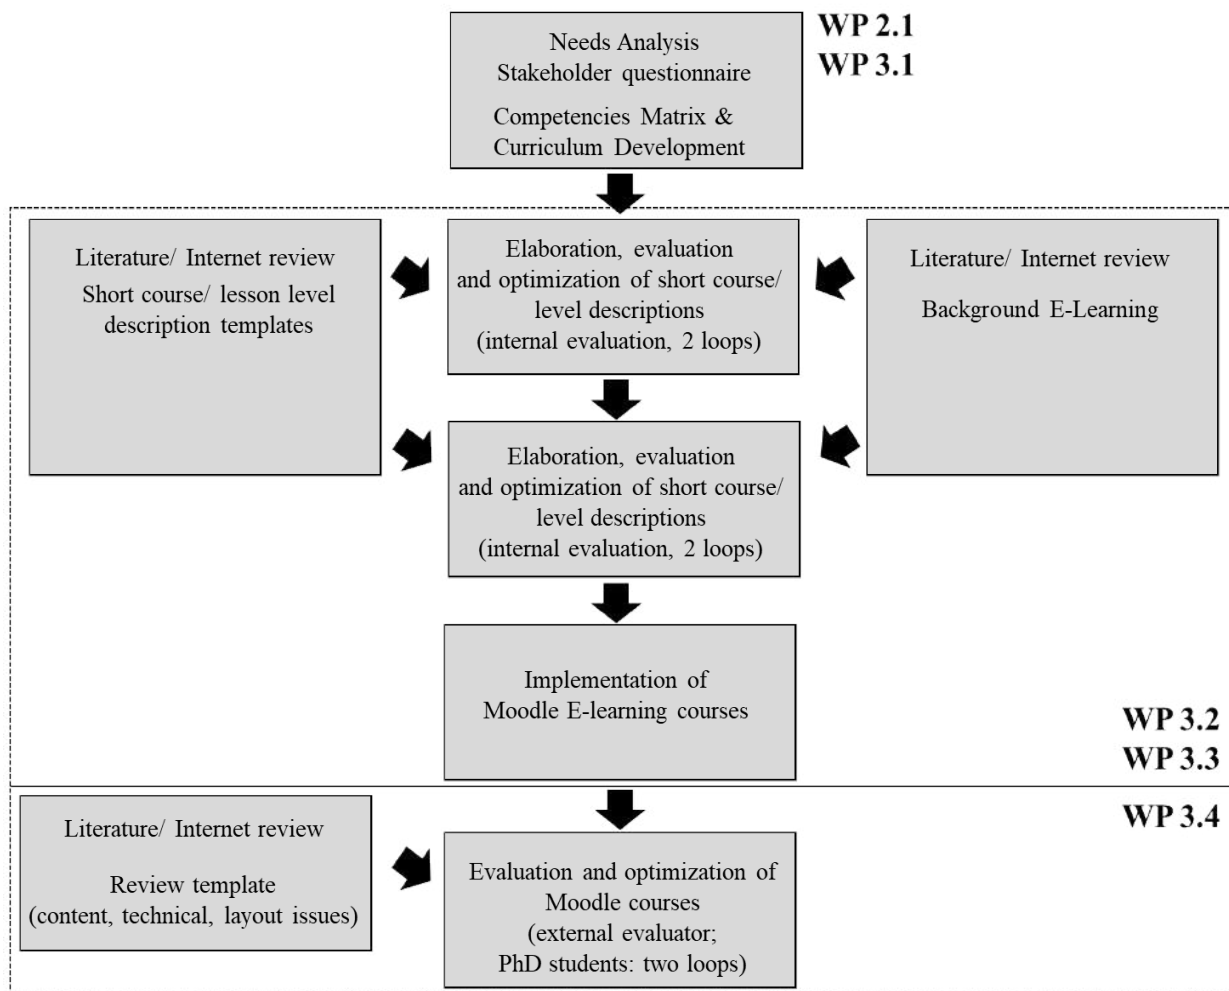 Needs Analysis
Stakeholder questionnaire
Competencies Matrix &
Curriculum Development
WP 2.1
WP 3.1
Literature/ Internet review
Short course/ lesson level
description templates
Elaboration, evaluation
and optimization of short course/
level descriptions
(internal evaluation, 2 loops)
Literature/ Internet review
Background E-Learning
Elaboration, evaluation
and optimization of short course/
level descriptions
(internal evaluation, 2 loops)
Implementation of
Moodle E-learning courses
WP 3.2
WP 3.3
WP 3.4
Literature/ Internet review
Review template
(content, technical, layout issues)
Evaluation and optimization of
Moodle courses
(external evaluator;
PhD students: two loops)